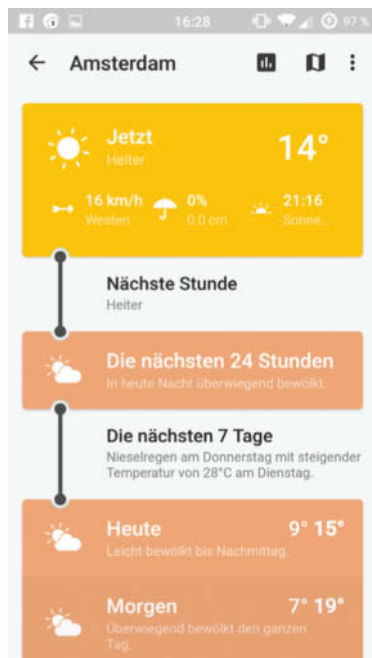 16:28 97 %
Amsterdam
Jetzt
Heiter
14°
16 km/h
Westen
0%
0.0 cm
21:16
Sonne...
Nächste Stunde
Heiter
Die nächsten 24 Stunden
In heute Nacht überwiegend bewölkt.
Die nächsten 7 Tage
Nieselregen am Donnerstag mit steigender
Temperatur von 28°C am Dienstag.
Heute 9° 15°
Leicht bewölkt bis Nachmittag.
Morgen 7° 19°
Überwiegend bewölkt den ganzen
Tag.